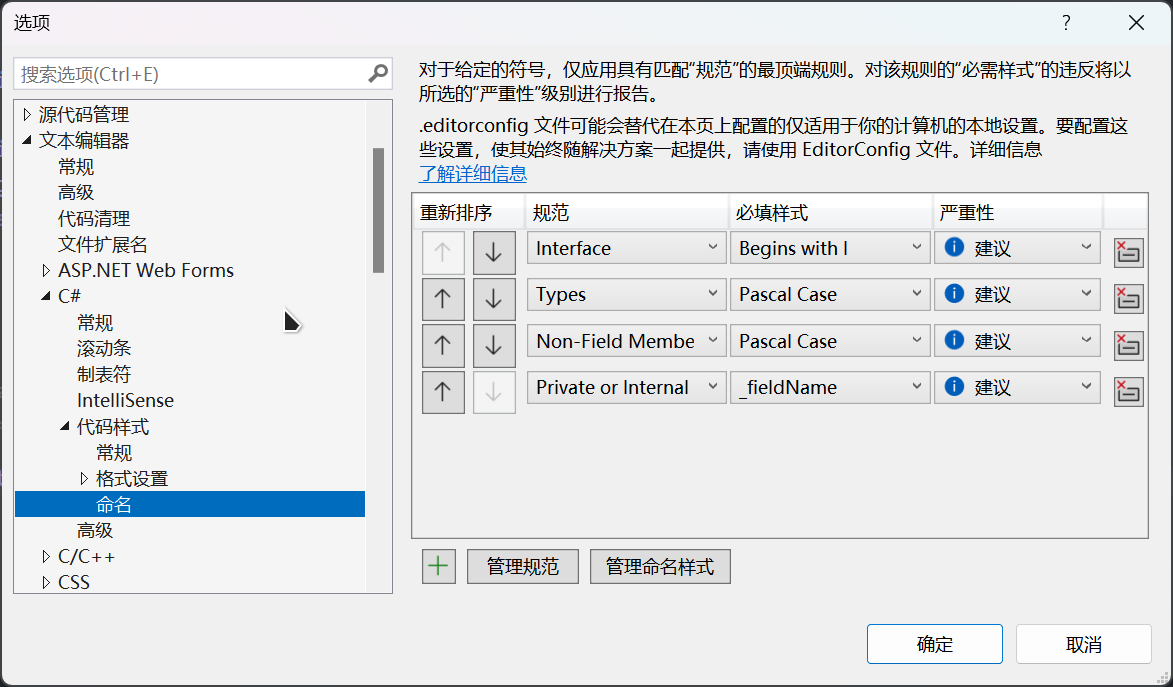 选项
?
搜索选项(Ctrl+E)
源代码管理
文本编辑器
常规
高级
代码清理
文件扩展名
ASP.NET Web Forms
C#
常规
滚动条
制表符
IntelliSense
代码样式
常规
格式设置
命名
高级
C/C++
CSS
对于给定的符号，仅应用具有匹配“规范”的最顶端规则。对该规则的“必需样式”的违反将以
所选的“严重性”级别进行报告。
.editorconfig 文件可能会替代在本页上配置的仅适用于你的计算机的本地设置。要配置这
些设置，使其始终随解决方案一起提供，请使用 EditorConfig 文件。详细信息
了解详细信息
重新排序 规范 必填样式 严重性
Interface Begins with I 建议
Types Pascal Case 建议
Non-Field Membe Pascal Case 建议
Private or Internal _fieldName 建议
管理规范 管理命名样式
确定 取消